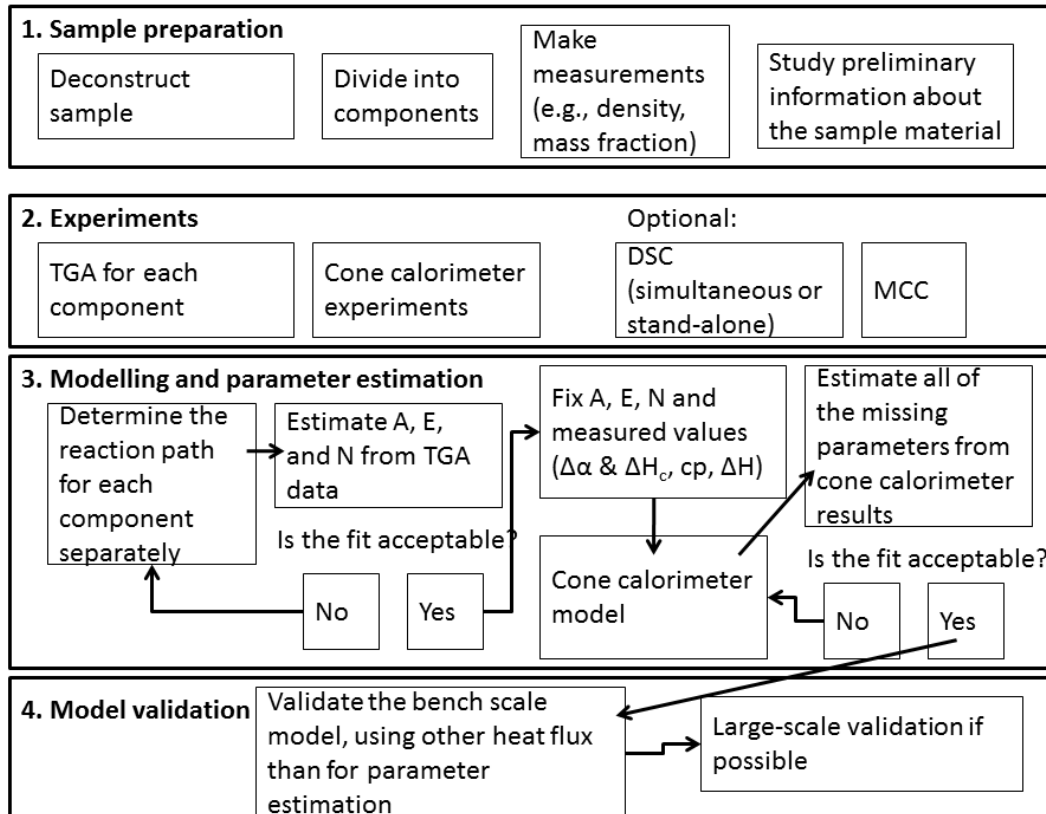 1. Sample preparation
Deconstruct
sample
Divide into
components
Make
measurements
(e.g., density,
mass fraction)
Study preliminary
information about
the sample material
2. Experiments
TGA for each
component
Cone calorimeter
experiments
Optional:
DSC
(simultaneous or
stand-alone)
MCC
3. Modelling and parameter estimation
Determine the
reaction path
for each
component
separately
Estimate A, E,
and N from TGA
data
Is the fit acceptable?
No
Yes
Fix A, E, N and
measured values
(Δα & ΔHc, cp, ΔH)
Cone calorimeter
model
Estimate all of
the missing
parameters from
cone calorimeter
results
Is the fit acceptable?
No
Yes
4. Model validation
Validate the bench scale
model, using other heat flux
than for parameter
estimation
Large-scale validation if
possible